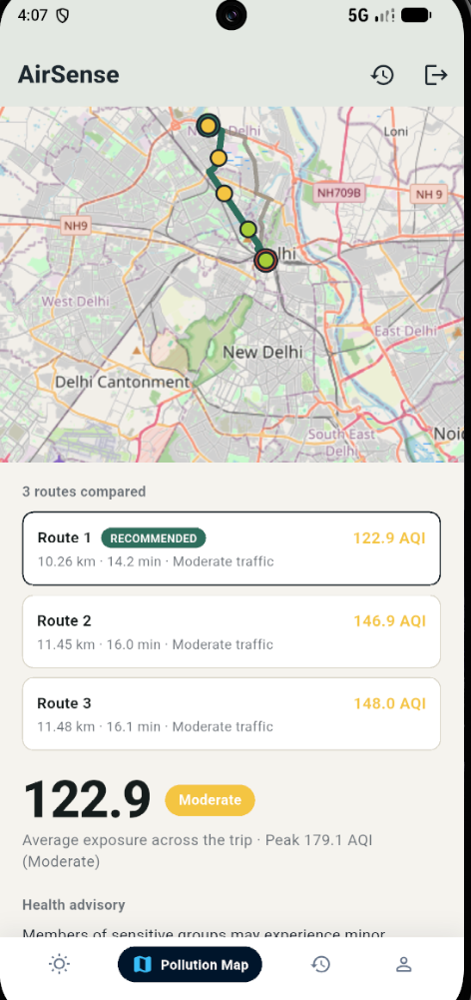 4:07
5G
AirSense
Delhi
Loni
NH709B
NH 9
NH9
lhi
West Delhi
East Delhi
New Delhi
Delhi Cantonment
South East
Delhi
Noi
3 routes compared
Route 1 RECOMMENDED 122.9 AQI
10.26 km · 14.2 min · Moderate traffic
Route 2 146.9 AQI
11.45 km · 16.0 min · Moderate traffic
Route 3 148.0 AQI
11.48 km · 16.1 min · Moderate traffic
122.9 Moderate
Average exposure across the trip · Peak 179.1 AQI
(Moderate)
Health advisory
Members of sensitive groups may experience minor
Pollution Map